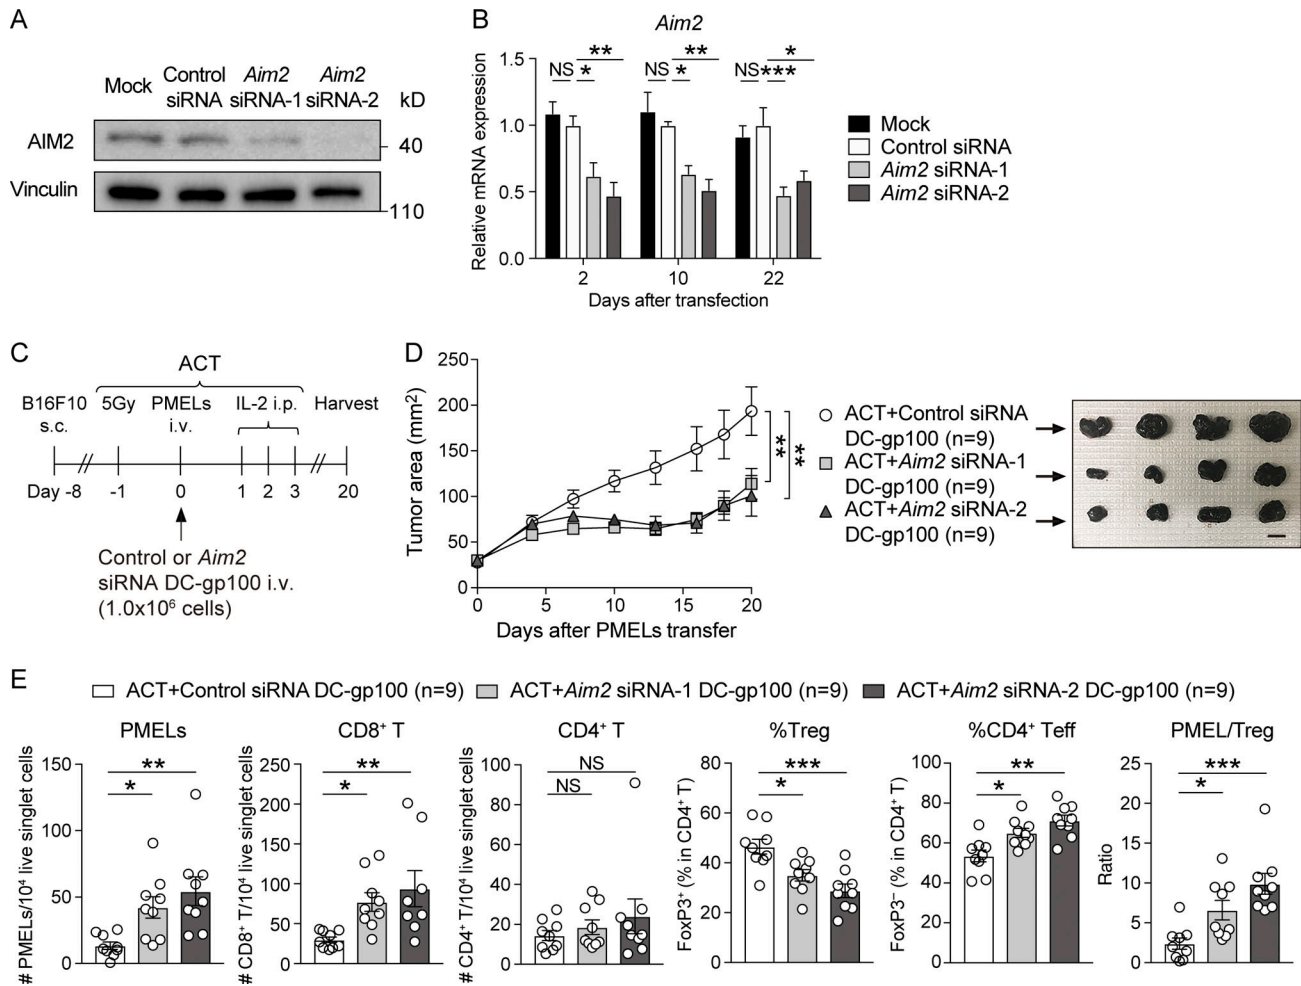 A
Mock
Control
siRNA
Aim2
siRNA-1
Aim2
siRNA-2
kD
AIM2
40
Vinculin
110
B
Aim2
Relative mRNA expression
1.5
1.0
0.5
0.0
NS
*
**
NS
*
**
NS
***
*
2
10
22
Days after transfection
Mock
Control siRNA
Aim2 siRNA-1
Aim2 siRNA-2
C
ACT
B16F10
s.c.
5Gy
PMELs
i.v.
IL-2 i.p.
Harvest
Day -8
-1
0
1
2
3
20
Control or Aim2
siRNA DC-gp100 i.v.
(1.0x10⁶ cells)
D
Tumor area (mm²)
250
200
150
100
50
0
0
5
10
15
20
Days after PMELs transfer
**
**
ACT+Control siRNA
DC-gp100 (n=9)
ACT+Aim2 siRNA-1
DC-gp100 (n=9)
ACT+Aim2 siRNA-2
DC-gp100 (n=9)
E
ACT+Control siRNA DC-gp100 (n=9)
ACT+Aim2 siRNA-1 DC-gp100 (n=9)
ACT+Aim2 siRNA-2 DC-gp100 (n=9)
PMELs
# PMELs/10⁴ live singlet cells
150
100
50
0
**
*
CD8⁺ T
# CD8⁺ T/10⁴ live singlet cells
250
200
150
100
50
0
**
*
CD4⁺ T
# CD4⁺ T/10⁴ live singlet cells
100
80
60
40
20
0
NS
NS
%Treg
FoxP3⁺ (% in CD4⁺ T)
80
60
40
20
0
***
*
%CD4⁺ Teff
FoxP3⁻ (% in CD4⁺ T)
100
80
60
40
20
0
**
*
PMEL/Treg
Ratio
25
20
15
10
5
0
***
*